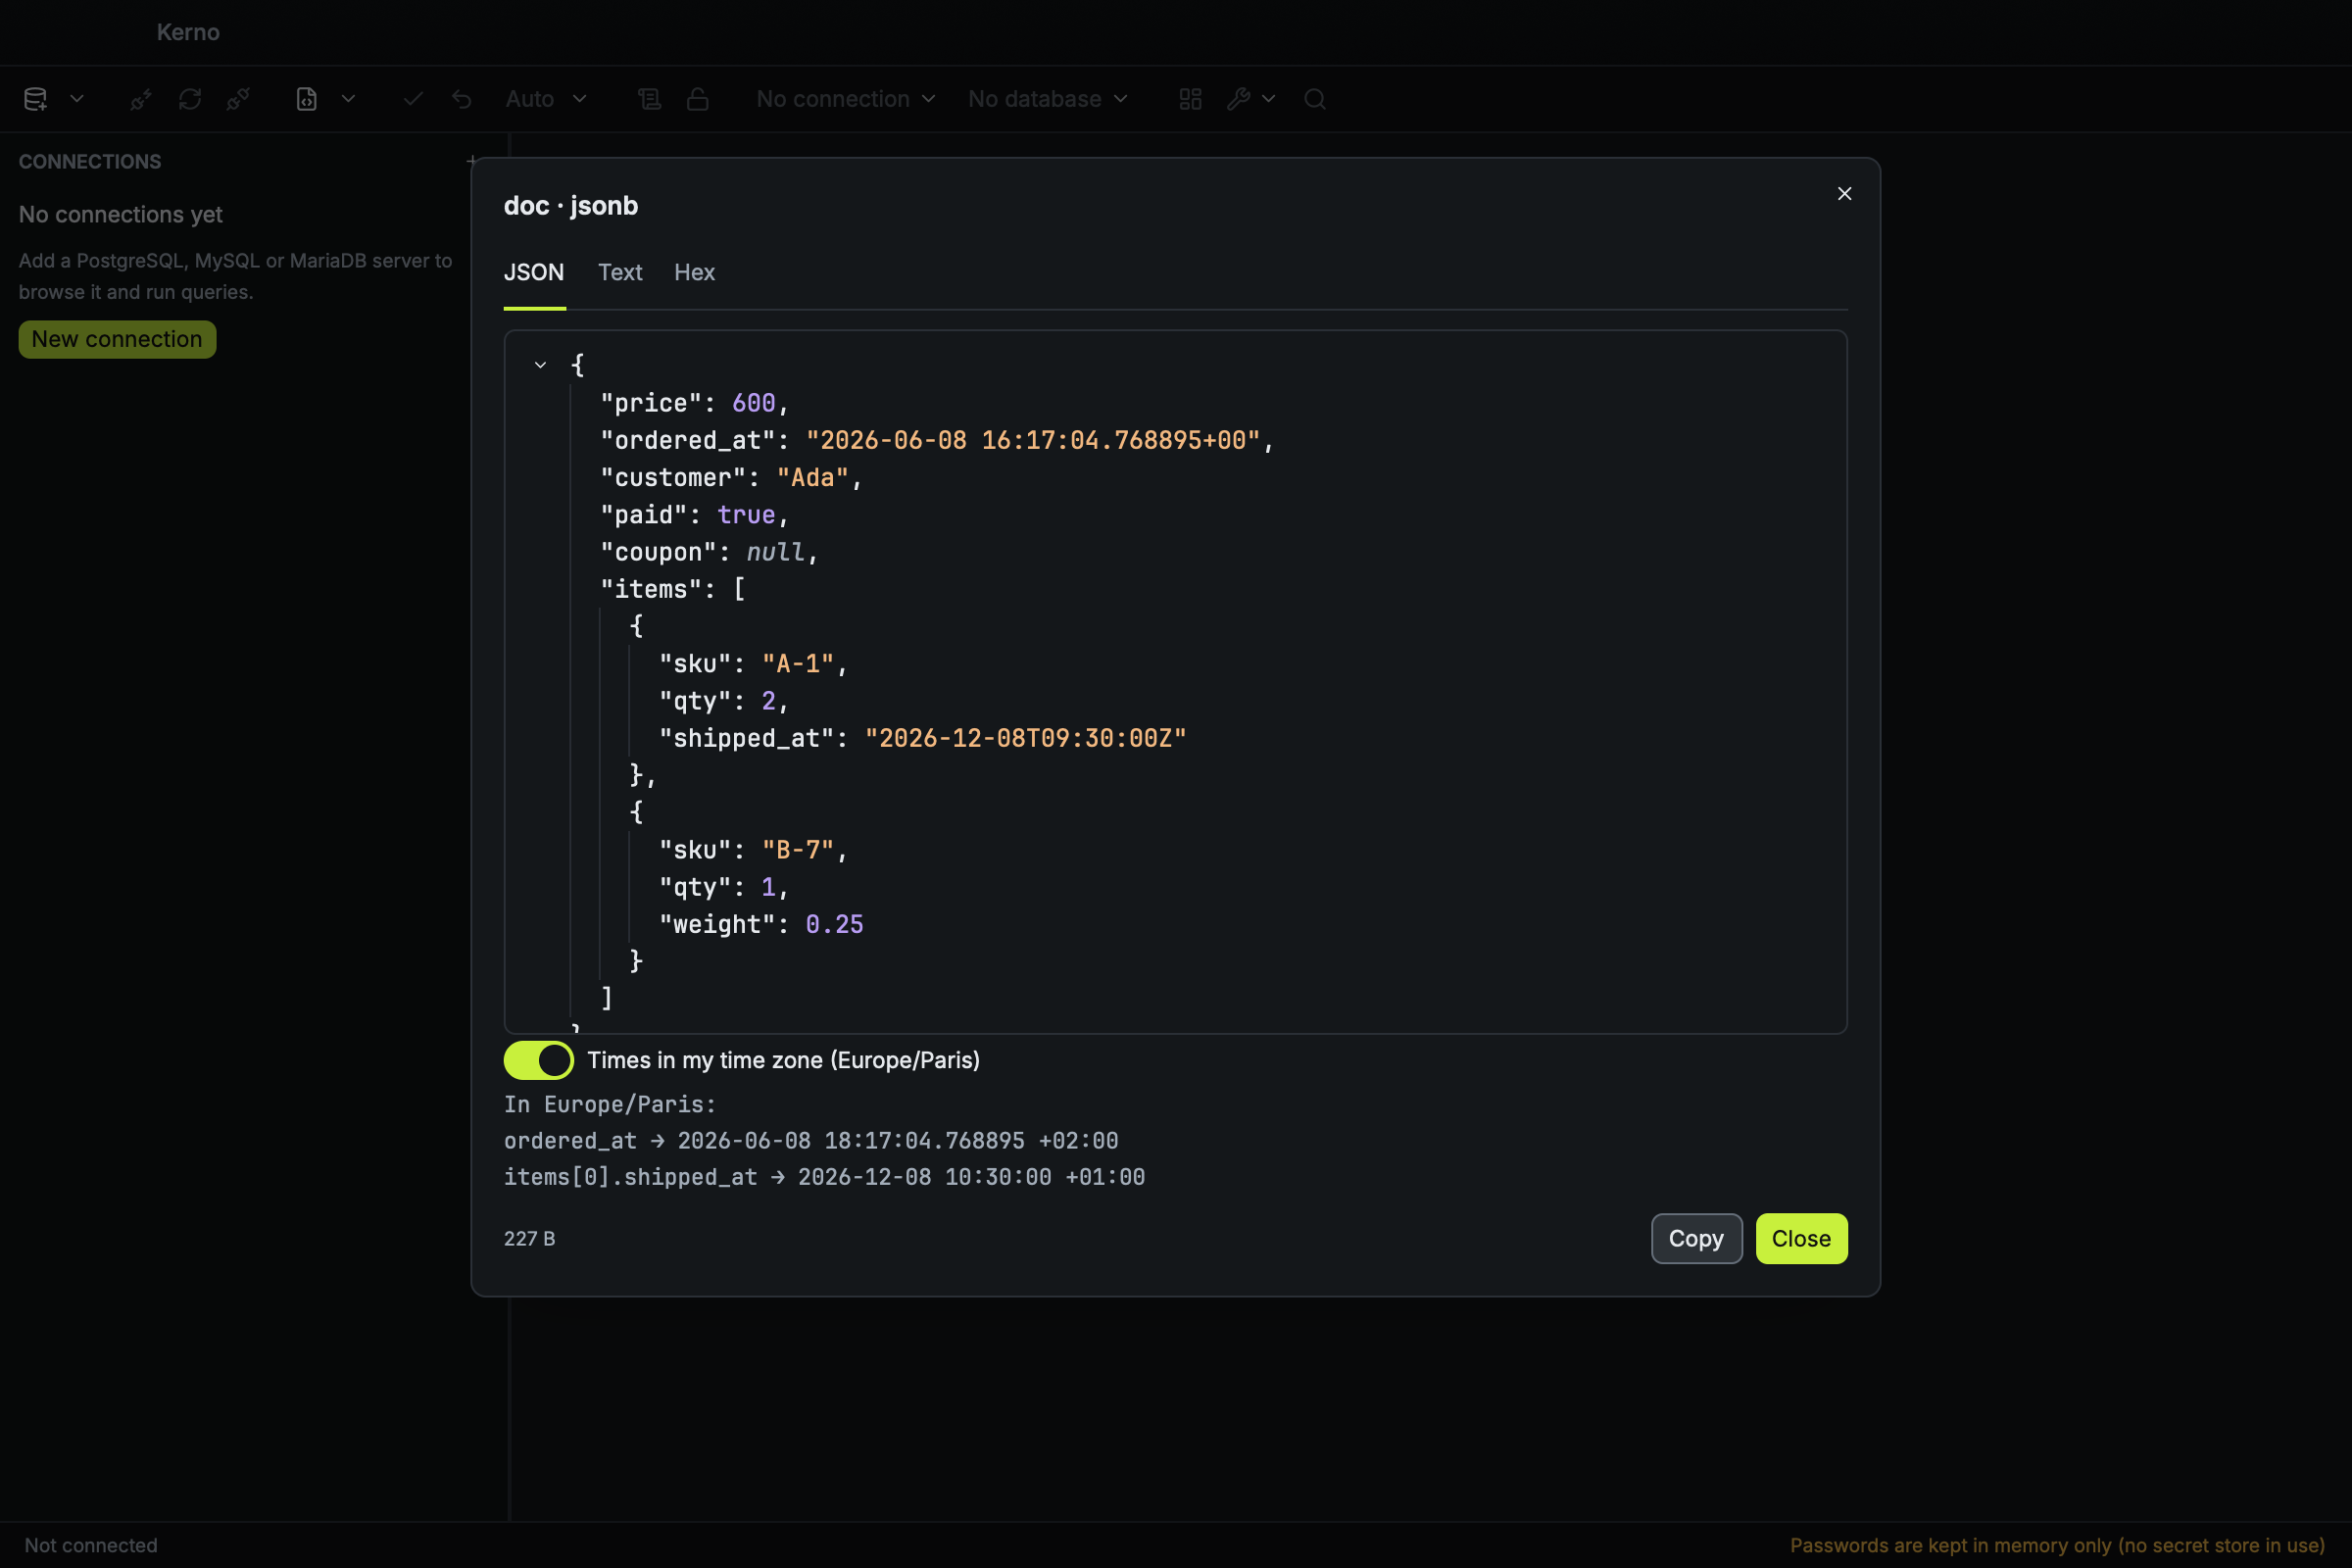 Kerno
Auto
No connection
No database
CONNECTIONS
+
No connections yet
Add a PostgreSQL, MySQL or MariaDB server to
browse it and run queries.
New connection
doc · jsonb
JSON Text Hex
{
"price": 600,
"ordered_at": "2026-06-08 16:17:04.768895+00",
"customer": "Ada",
"paid": true,
"coupon": null,
"items": [
{
"sku": "A-1",
"qty": 2,
"shipped_at": "2026-12-08T09:30:00Z"
},
{
"sku": "B-7",
"qty": 1,
"weight": 0.25
}
]
}
Times in my time zone (Europe/Paris)
In Europe/Paris:
ordered_at → 2026-06-08 18:17:04.768895 +02:00
items[0].shipped_at → 2026-12-08 10:30:00 +01:00
227 B
Copy
Close
Not connected
Passwords are kept in memory only (no secret store in use)